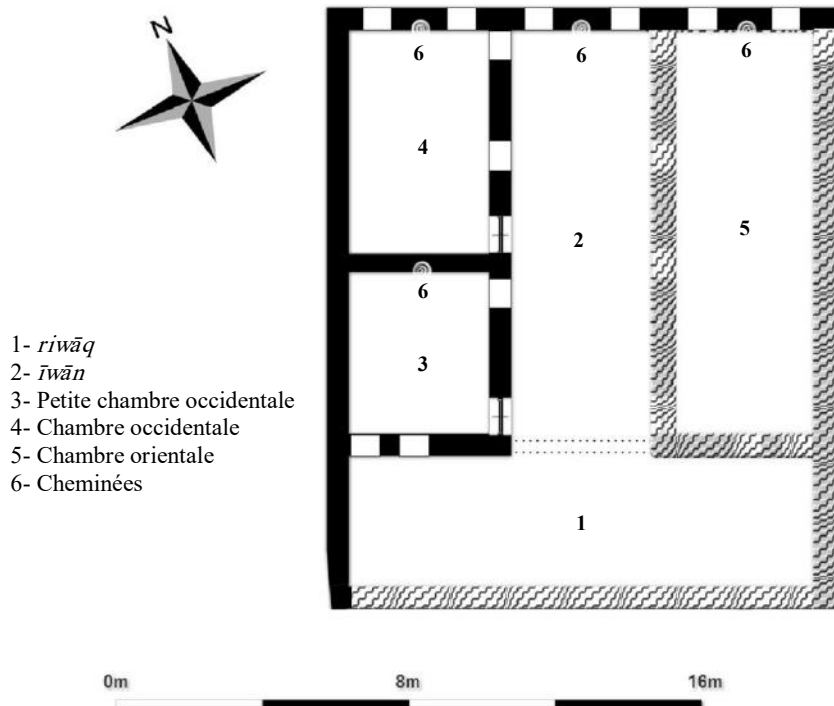 N
6 6 6
4
2 5
6
3
1
1- riwāq
2- īwān
3- Petite chambre occidentale
4- Chambre occidentale
5- Chambre orientale
6- Cheminées
0m 8m 16m